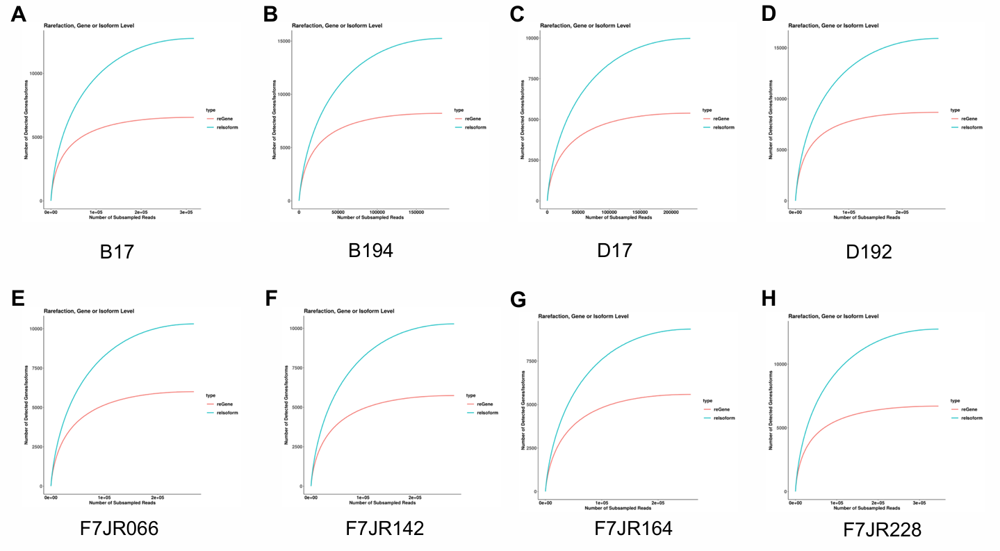 A
Rarefaction, Gene or Isoform Level
Number of Detected Genes/Isoforms
10000
5000
0
0e+00 1e+05 2e+05 3e+05
Number of Subsampled Reads
type
reGene
reIsoform
B17
B
Rarefaction, Gene or Isoform Level
Number of Detected Genes/Isoforms
15000
10000
5000
0
0 50000 100000 150000
Number of Subsampled Reads
type
reGene
reIsoform
B194
C
Rarefaction, Gene or Isoform Level
Number of Detected Genes/Isoforms
10000
7500
5000
2500
0
0 50000 100000 150000 200000
Number of Subsampled Reads
type
reGene
reIsoform
D17
D
Rarefaction, Gene or Isoform Level
Number of Detected Genes/Isoforms
15000
10000
5000
0
0e+00 1e+05 2e+05
Number of Subsampled Reads
type
reGene
reIsoform
D192
E
Rarefaction, Gene or Isoform Level
Number of Detected Genes/Isoforms
10000
7500
5000
2500
0
0e+00 1e+05 2e+05
Number of Subsampled Reads
type
reGene
reIsoform
F7JR066
F
Rarefaction, Gene or Isoform Level
Number of Detected Genes/Isoforms
10000
7500
5000
2500
0
0e+00 1e+05 2e+05
Number of Subsampled Reads
type
reGene
reIsoform
F7JR142
G
Rarefaction, Gene or Isoform Level
Number of Detected Genes/Isoforms
7500
5000
2500
0
0e+00 1e+05 2e+05
Number of Subsampled Reads
type
reGene
reIsoform
F7JR164
H
Rarefaction, Gene or Isoform Level
Number of Detected Genes/Isoforms
10000
5000
0
0e+00 1e+05 2e+05 3e+05
Number of Subsampled Reads
type
reGene
reIsoform
F7JR228